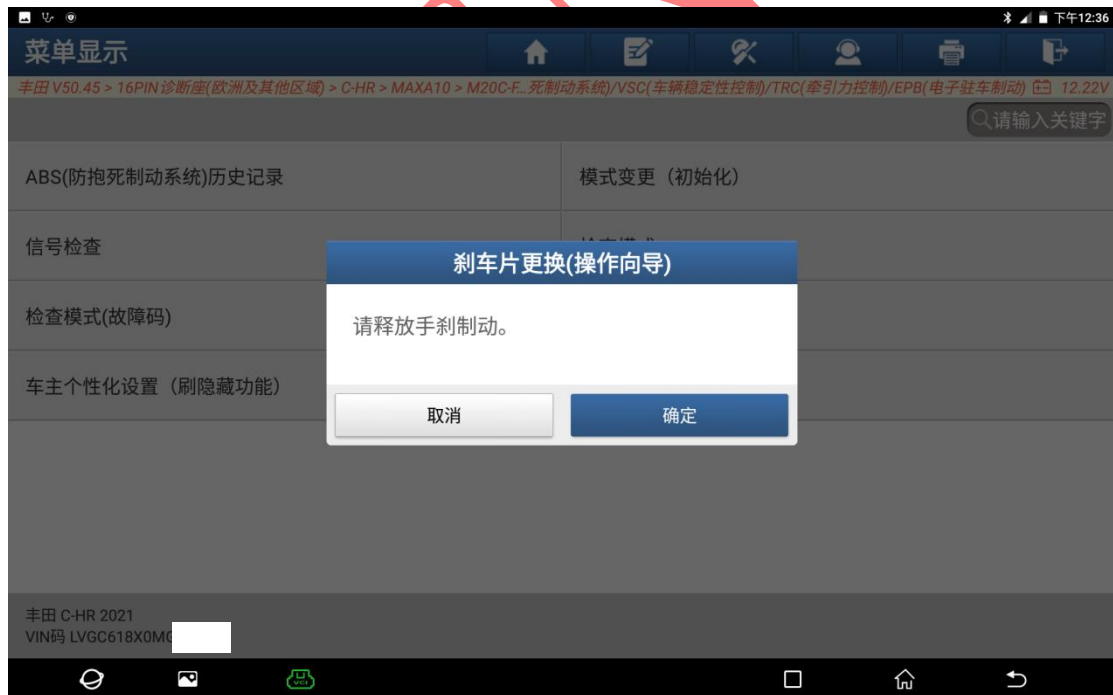 下午12:36
菜单显示
丰田 V50.45 > 16PIN诊断座(欧洲及其他区域) > C-HR > MAXA10 > M20C-F... 死制动系统)/VSC(车辆稳定性控制)/TRC(牵引力控制)/EPB(电子驻车制动) 12.22V
请输入关键字
ABS(防抱死制动系统)历史记录
模式变更（初始化）
信号检查
刹车片更换(操作向导)
检查模式(故障码)
请释放手刹制动。
车主个性化设置（刷隐藏功能）
取消
确定
丰田 C-HR 2021
VIN码 LVGC618X0M
VCI